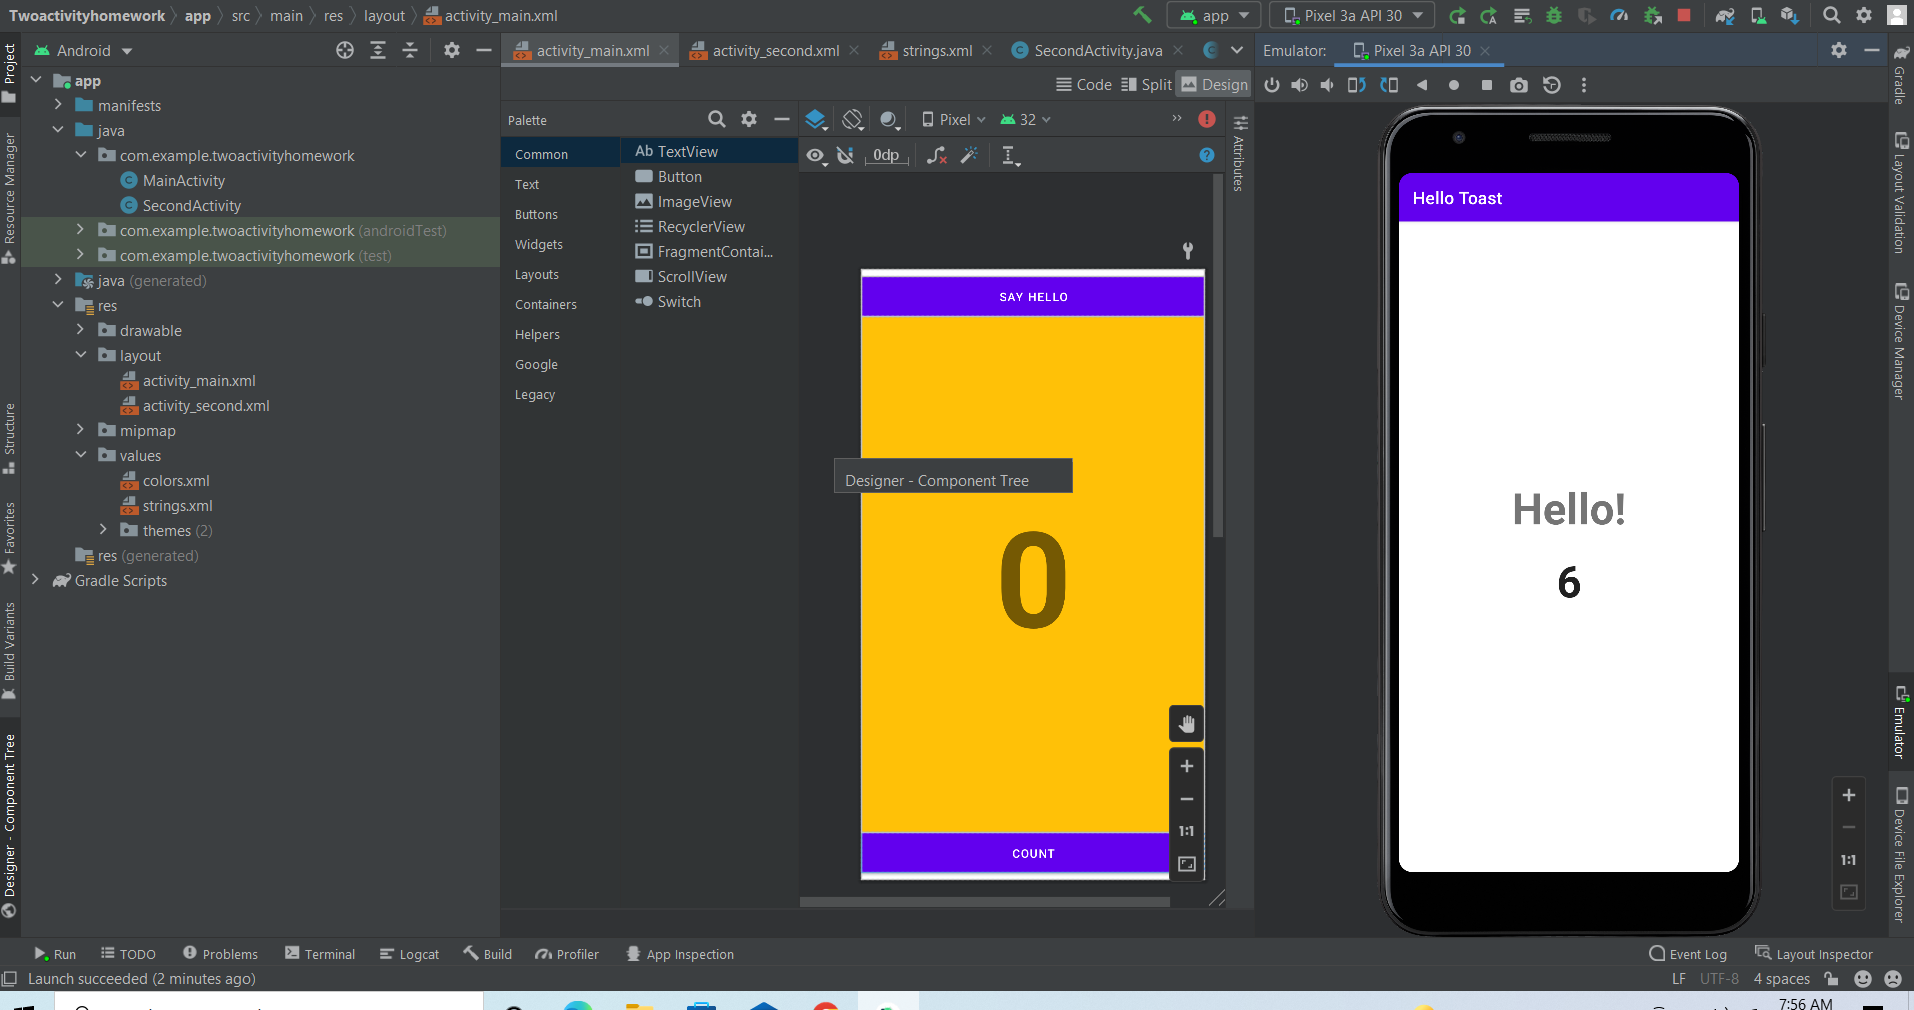 Twoactivityhomework app src main res layout activity_main.xml
app Pixel 3a API 30
Project
Resource Manager
Structure
Favorites
Build Variants
Designer - Component Tree
Android
app
manifests
java
com.example.twoactivityhomework
MainActivity
SecondActivity
com.example.twoactivityhomework (androidTest)
com.example.twoactivityhomework (test)
java (generated)
res
drawable
layout
activity_main.xml
activity_second.xml
mipmap
values
colors.xml
strings.xml
themes (2)
res (generated)
Gradle Scripts
activity_main.xml activity_second.xml strings.xml SecondActivity.java
Code Split Design
Palette
Common
Text
Buttons
Widgets
Layouts
Containers
Helpers
Google
Legacy
Ab TextView
Button
ImageView
RecyclerView
FragmentContai...
ScrollView
Switch
Pixel 32
0dp
Attributes
SAY HELLO
Designer - Component Tree
0
COUNT
1:1
Emulator: Pixel 3a API 30
Hello Toast
Hello!
6
1:1
Gradle
Layout Validation
Device Manager
Emulator
Device File Explorer
Run TODO Problems Terminal Logcat Build Profiler App Inspection Event Log Layout Inspector
Launch succeeded (2 minutes ago) LF UTF-8 4 spaces
7:56 AM